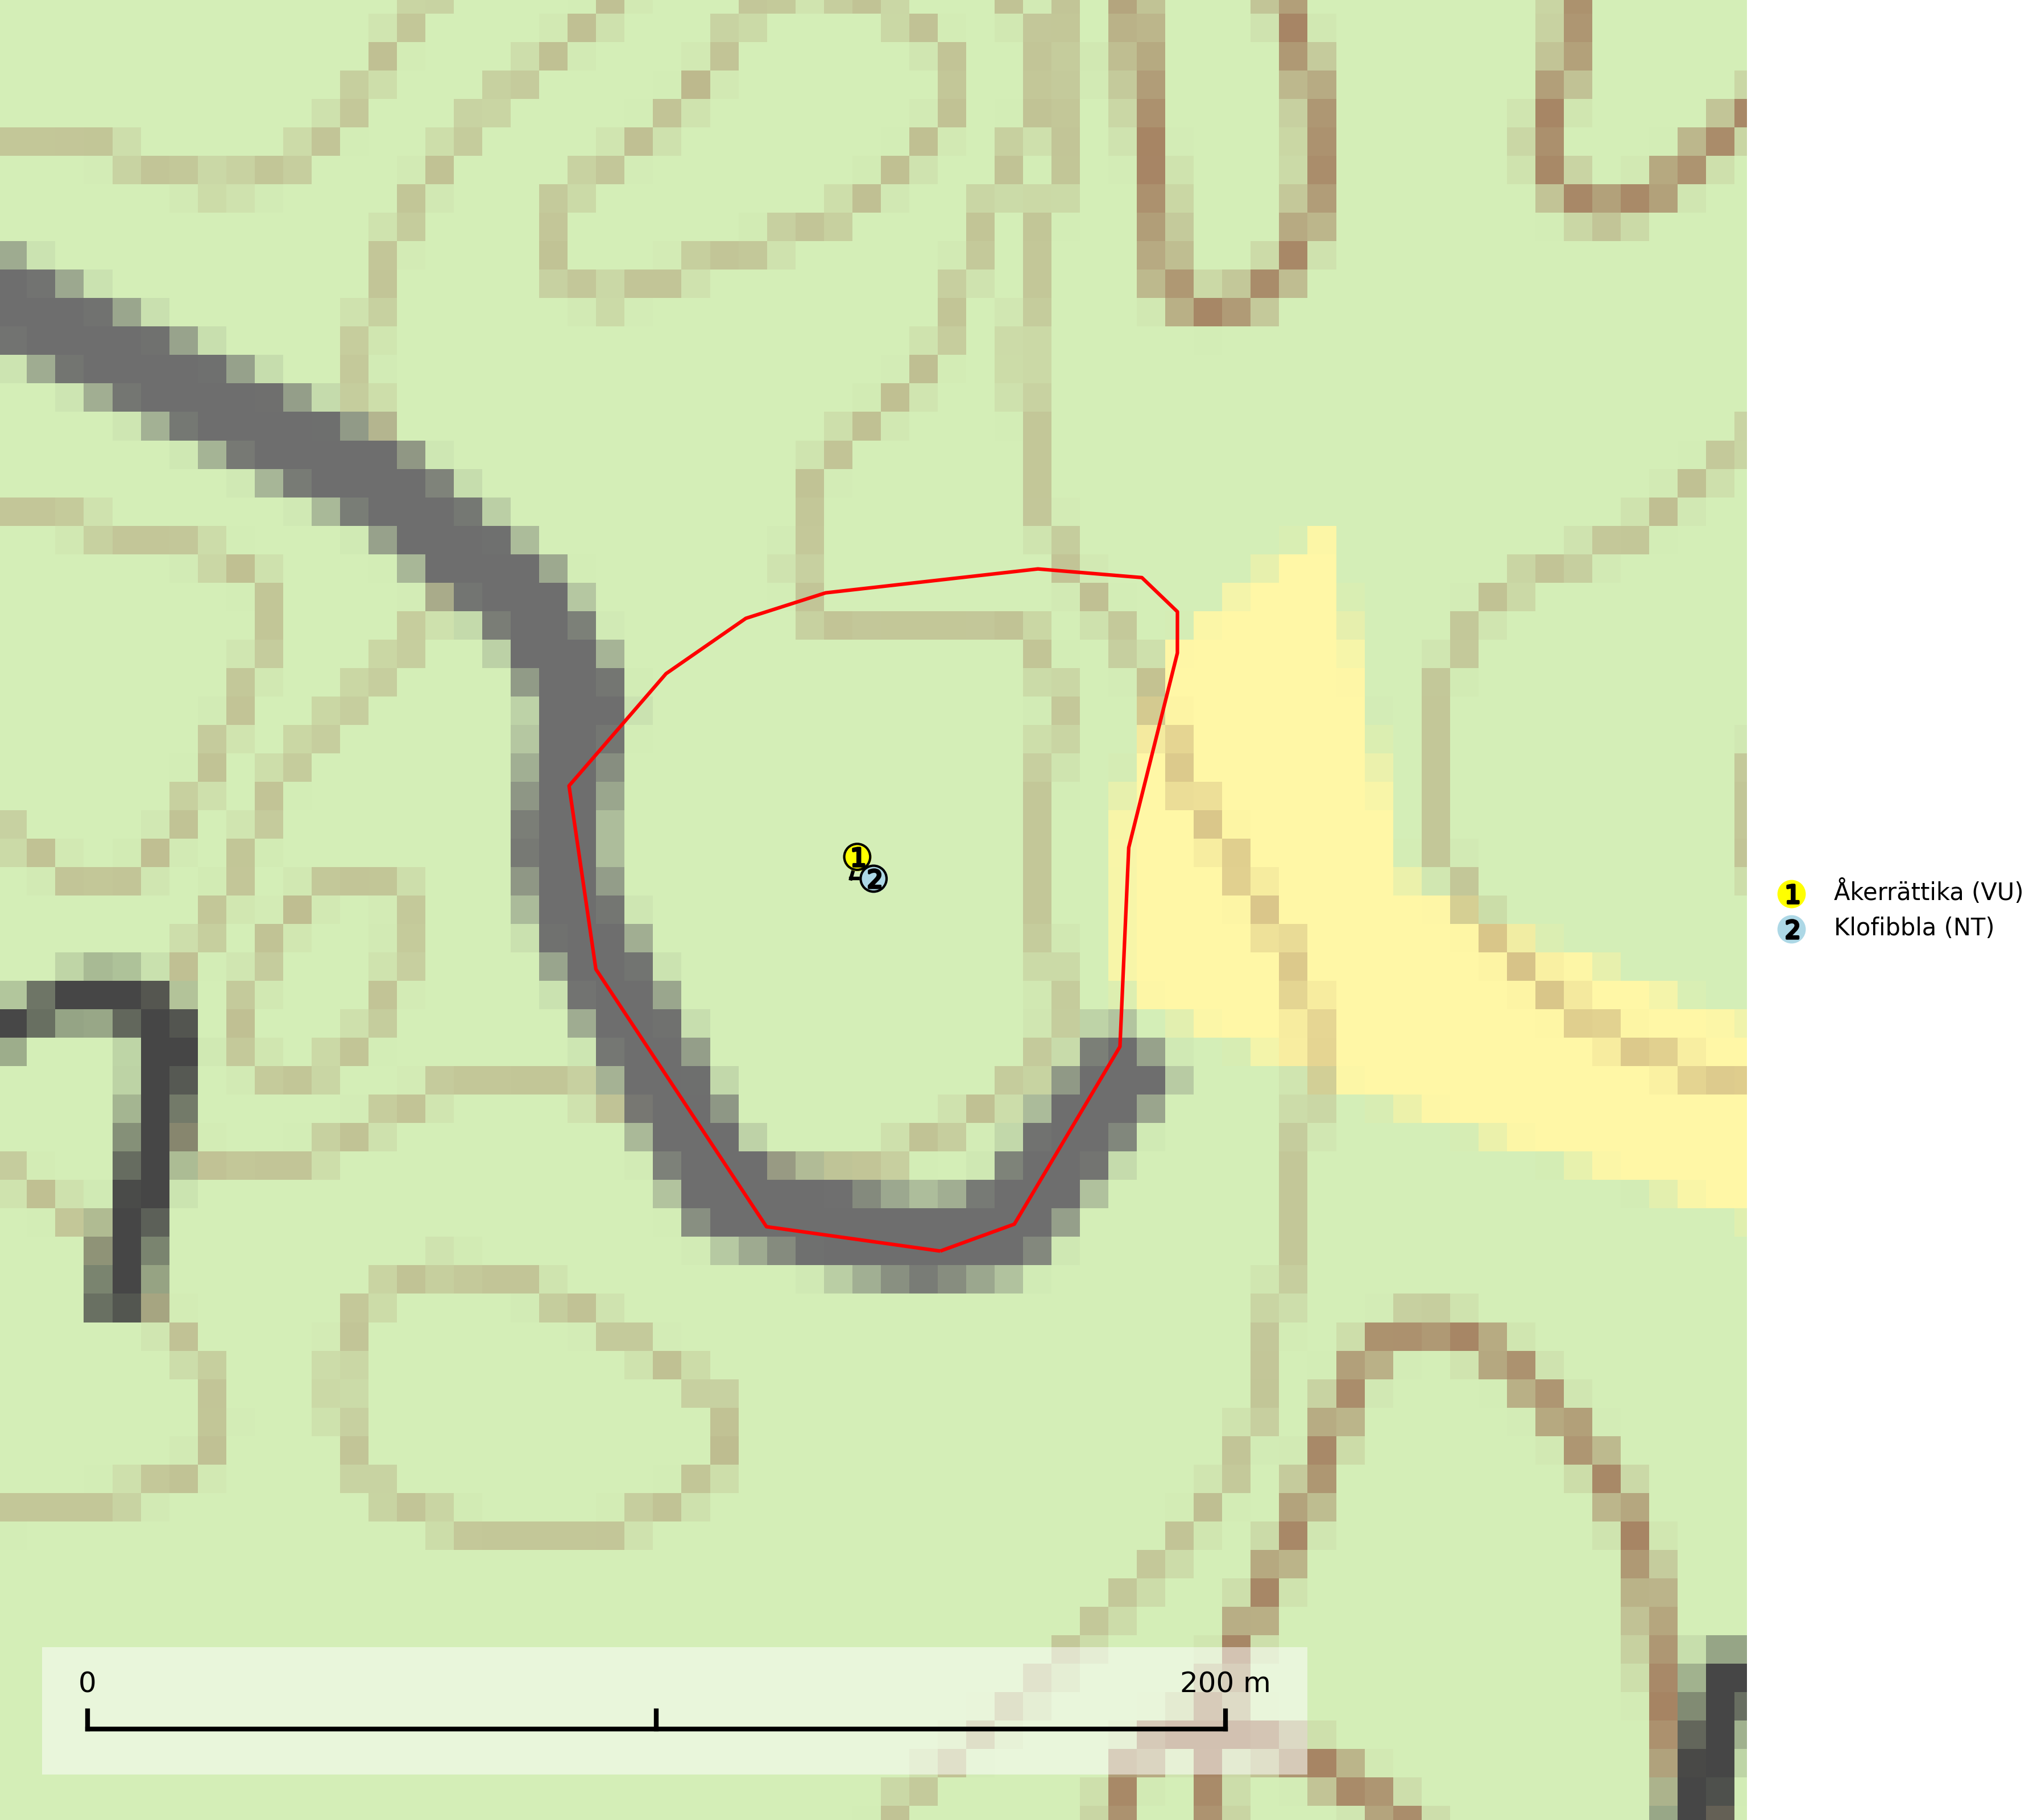 1
2
1 Åkerrättika (VU)
2 Klofibbla (NT)
0 200 m